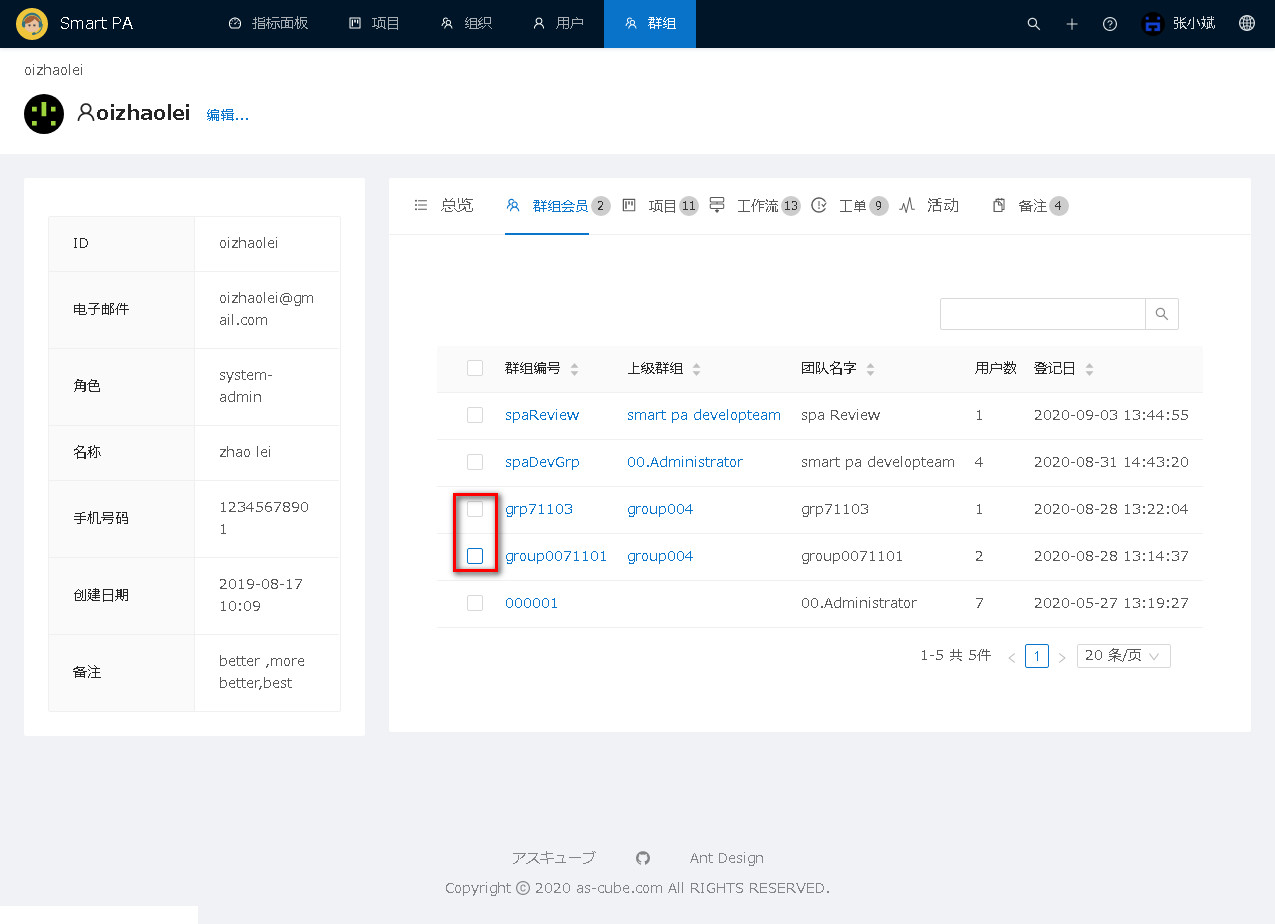 Smart PA 指标面板 项目 组织 用户 群组 张小斌
oizhaolei
oizhaolei 编辑...
总览 群组会员 2 项目 11 工作流 13 工单 9 活动 备注 4
ID oizhaolei
电子邮件 oizhaolei@gm
ail.com
角色 system-
admin
名称 zhao lei
手机号码 1234567890
1
创建日期 2019-08-17
10:09
备注 better ,more
better,best
群组编号 上级群组 团队名字 用户数 登记日
spaReview smart pa developteam spa Review 1 2020-09-03 13:44:55
spaDevGrp 00.Administrator smart pa developteam 4 2020-08-31 14:43:20
grp71103 group004 grp71103 1 2020-08-28 13:22:04
group0071101 group004 group0071101 2 2020-08-28 13:14:37
000001 00.Administrator 7 2020-05-27 13:19:27
1-5 共 5件 < 1 > 20 条/页
アスキューブ Ant Design
Copyright © 2020 as-cube.com All RIGHTS RESERVED.